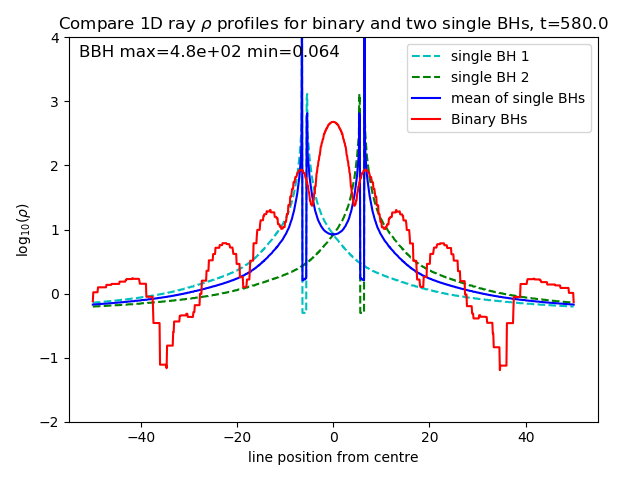 Compare 1D ray ρ profiles for binary and two single BHs, t=580.0
BBH max=4.8e+02 min=0.064
single BH 1
single BH 2
mean of single BHs
Binary BHs
4
3
2
1
0
−1
−2
log₁₀(ρ)
−40 −20 0 20 40
line position from centre